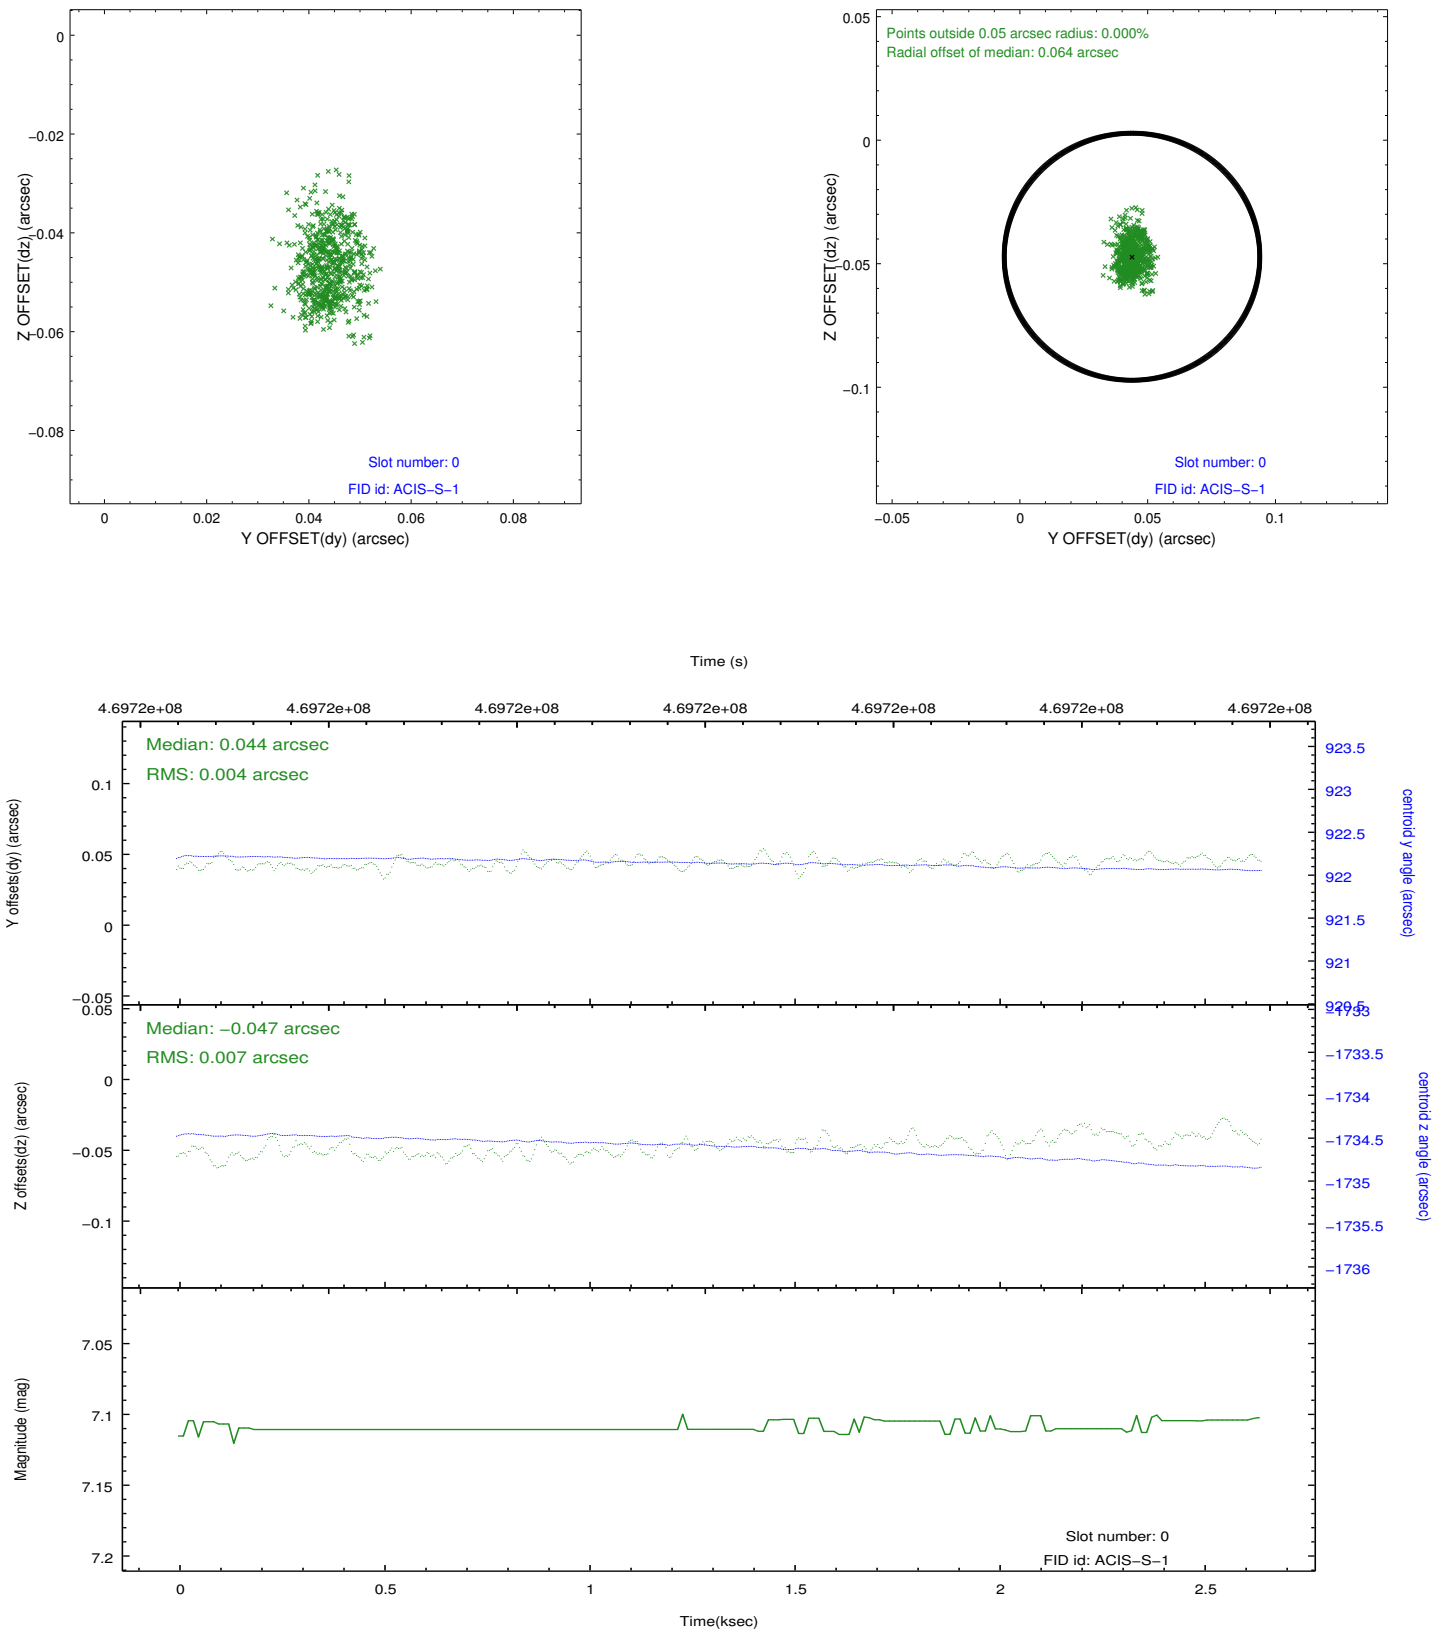 0
−0.02
−0.04
−0.06
−0.08
Z OFFSET(dz) (arcsec)
Slot number: 0
FID id: ACIS−S−1
0 0.02 0.04 0.06 0.08
Y OFFSET(dy) (arcsec)
Points outside 0.05 arcsec radius: 0.000%
Radial offset of median: 0.064 arcsec
0.05
0
−0.05
−0.1
Z OFFSET(dz) (arcsec)
Slot number: 0
FID id: ACIS−S−1
−0.05 0 0.05 0.1
Y OFFSET(dy) (arcsec)
Time (s)
4.6972e+08 4.6972e+08 4.6972e+08 4.6972e+08 4.6972e+08 4.6972e+08 4.6972e+08
Median: 0.044 arcsec
RMS: 0.004 arcsec
0.1
0.05
0
−0.05
Y offsets(dy) (arcsec)
923.5
923
922.5
922
921.5
921
920.5
centroid y angle (arcsec)
Median: −0.047 arcsec
RMS: 0.007 arcsec
0.05
0
−0.05
−0.1
Z offsets(dz) (arcsec)
−1733
−1733.5
−1734
−1734.5
−1735
−1735.5
−1736
centroid z angle (arcsec)
7.05
7.1
7.15
7.2
Magnitude (mag)
Slot number: 0
FID id: ACIS−S−1
0 0.5 1 1.5 2 2.5
Time(ksec)